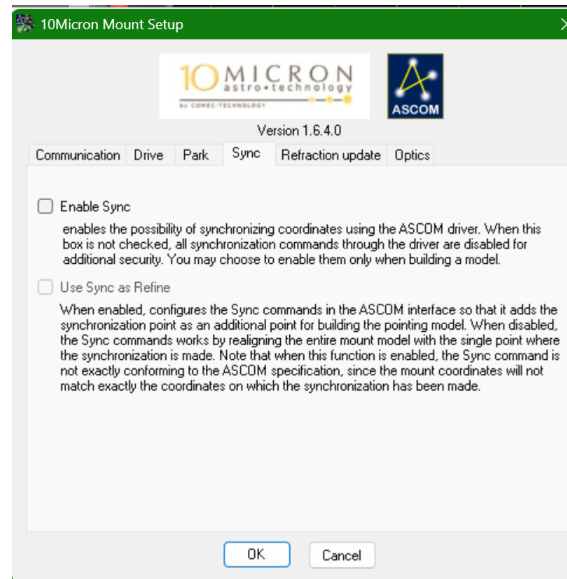 10Micron Mount Setup
10 MICRON
astro•technology
by COMEC-TECHNOLOGY
ASCOM
Version 1.6.4.0
Communication Drive Park Sync Refraction update Optics
Enable Sync
enables the possibility of synchronizing coordinates using the ASCOM driver. When this
box is not checked, all synchronization commands through the driver are disabled for
additional security. You may choose to enable them only when building a model.
Use Sync as Refine
When enabled, configures the Sync commands in the ASCOM interface so that it adds the
synchronization point as an additional point for building the pointing model. When disabled,
the Sync commands works by realigning the entire mount model with the single point where
the synchronization is made. Note that when this function is enabled, the Sync command is
not exactly conforming to the ASCOM specification, since the mount coordinates will not
match exactly the coordinates on which the synchronization has been made.
OK Cancel